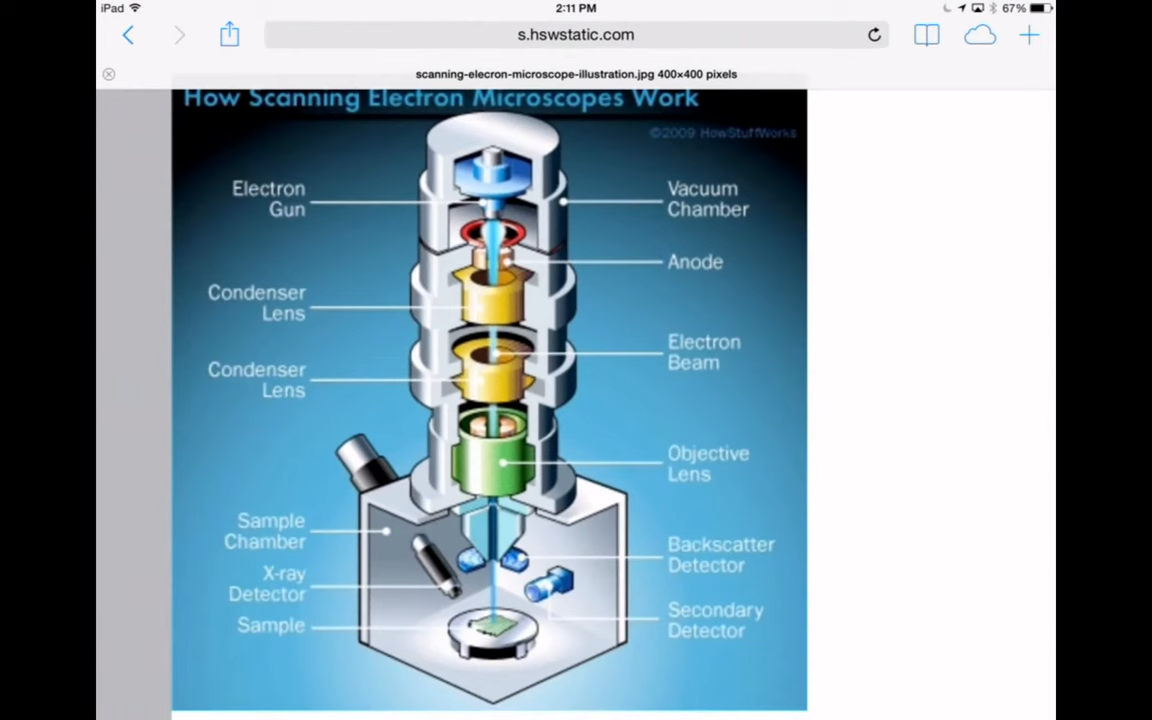 iPad
2:11 PM
67%
s.hswstatic.com
scanning-elecron-microscope-illustration.jpg 400×400 pixels
How Scanning Electron Microscopes Work
©2009 HowStuffWorks
Electron
Gun
Vacuum
Chamber
Anode
Condenser
Lens
Electron
Beam
Condenser
Lens
Objective
Lens
Sample
Chamber
Backscatter
Detector
X-ray
Detector
Sample
Secondary
Detector